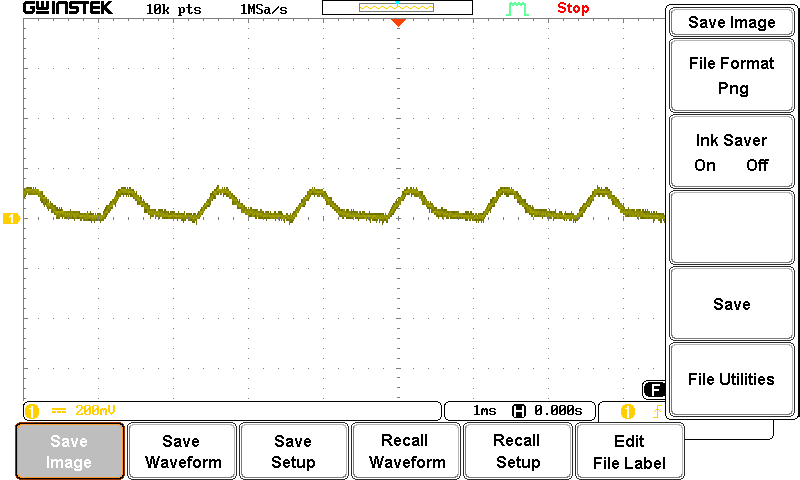 GWINSTEK 10k pts 1MSa/s Stop
Save Image
File Format
Png
Ink Saver
On Off
1
Save
File Utilities
F
1 200mV 1ms H 0.000s 1
Save Image
Save Waveform
Save Setup
Recall Waveform
Recall Setup
Edit File Label